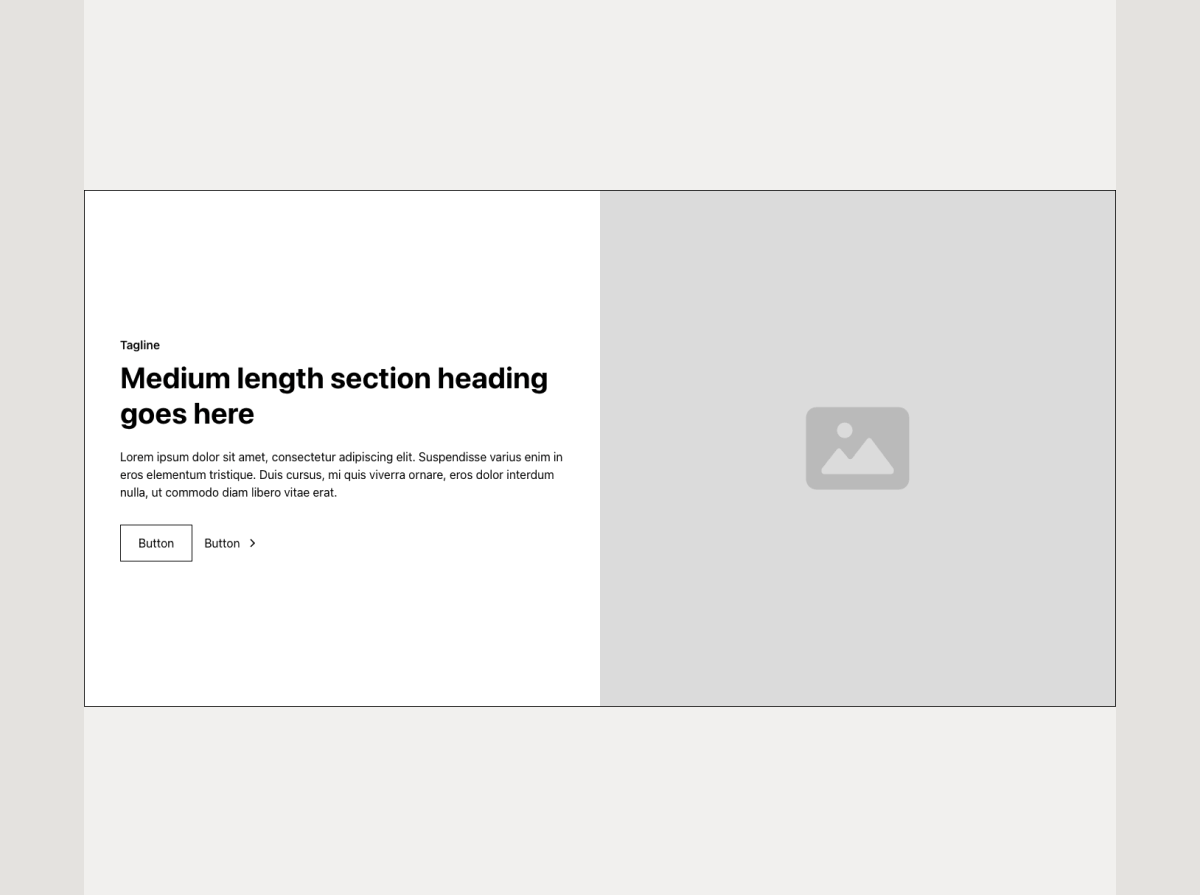 Tagline
Medium length section heading
goes here
Lorem ipsum dolor sit amet, consectetur adipiscing elit. Suspendisse varius enim in
eros elementum tristique. Duis cursus, mi quis viverra ornare, eros dolor interdum
nulla, ut commodo diam libero vitae erat.
Button Button